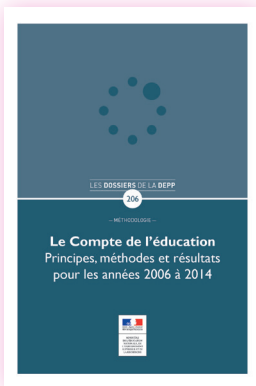 LES DOSSIERS DE LA DEPP
206
– MÉTHODOLOGIE –
Le Compte de l'éducation
Principes, méthodes et résultats
pour les années 2006 à 2014